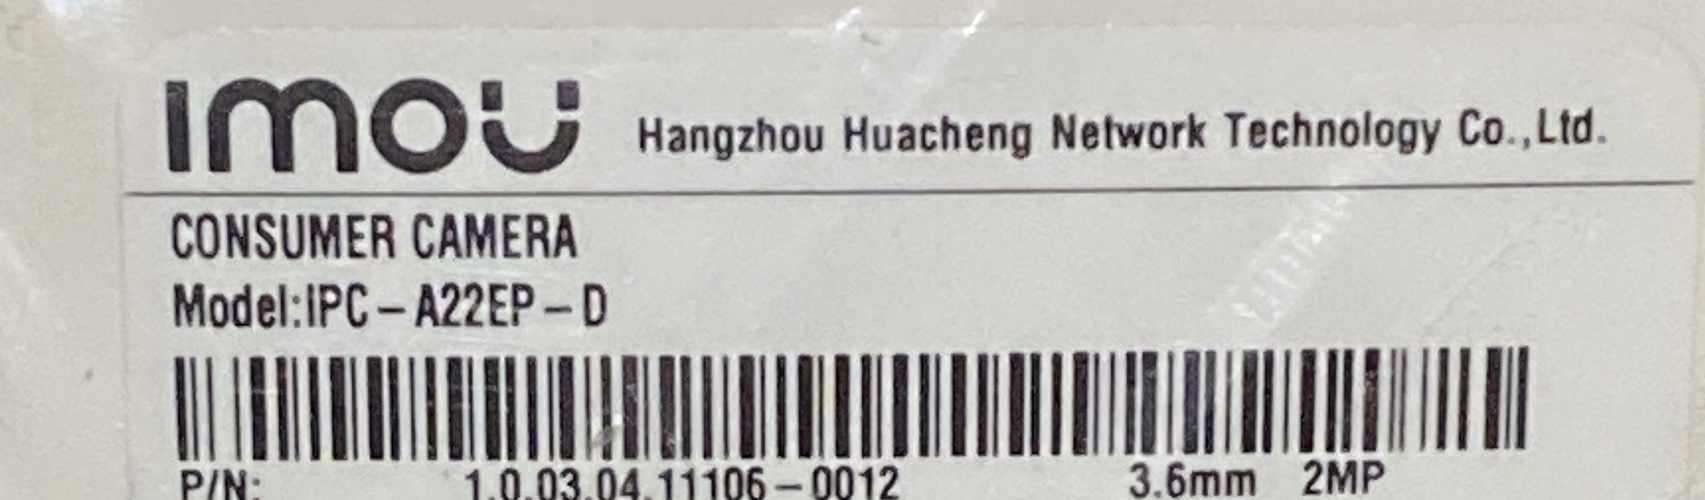 imou Hangzhou Huacheng Network Technology Co.,Ltd.
CONSUMER CAMERA
Model:IPC-A22EP-D
P/N: 1.0.03.04.11106-0012 3.6mm 2MP